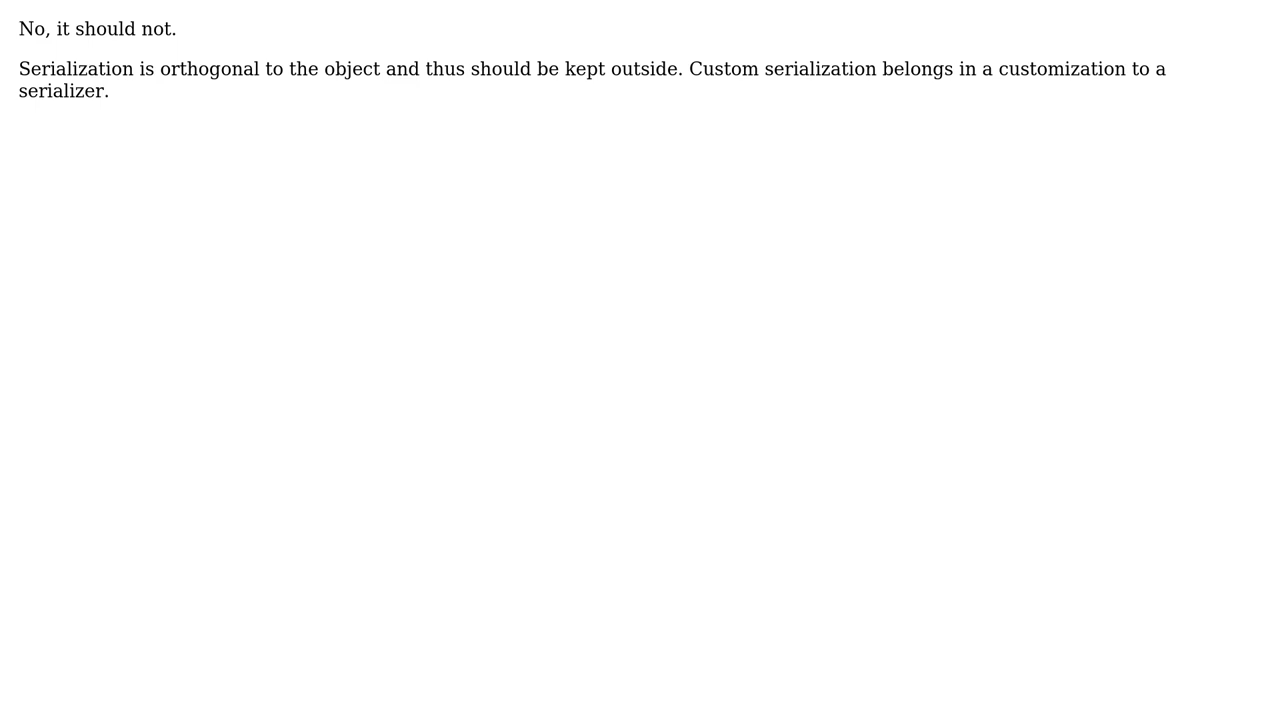 No, it should not.
Serialization is orthogonal to the object and thus should be kept outside. Custom serialization belongs in a customization to a
serializer.